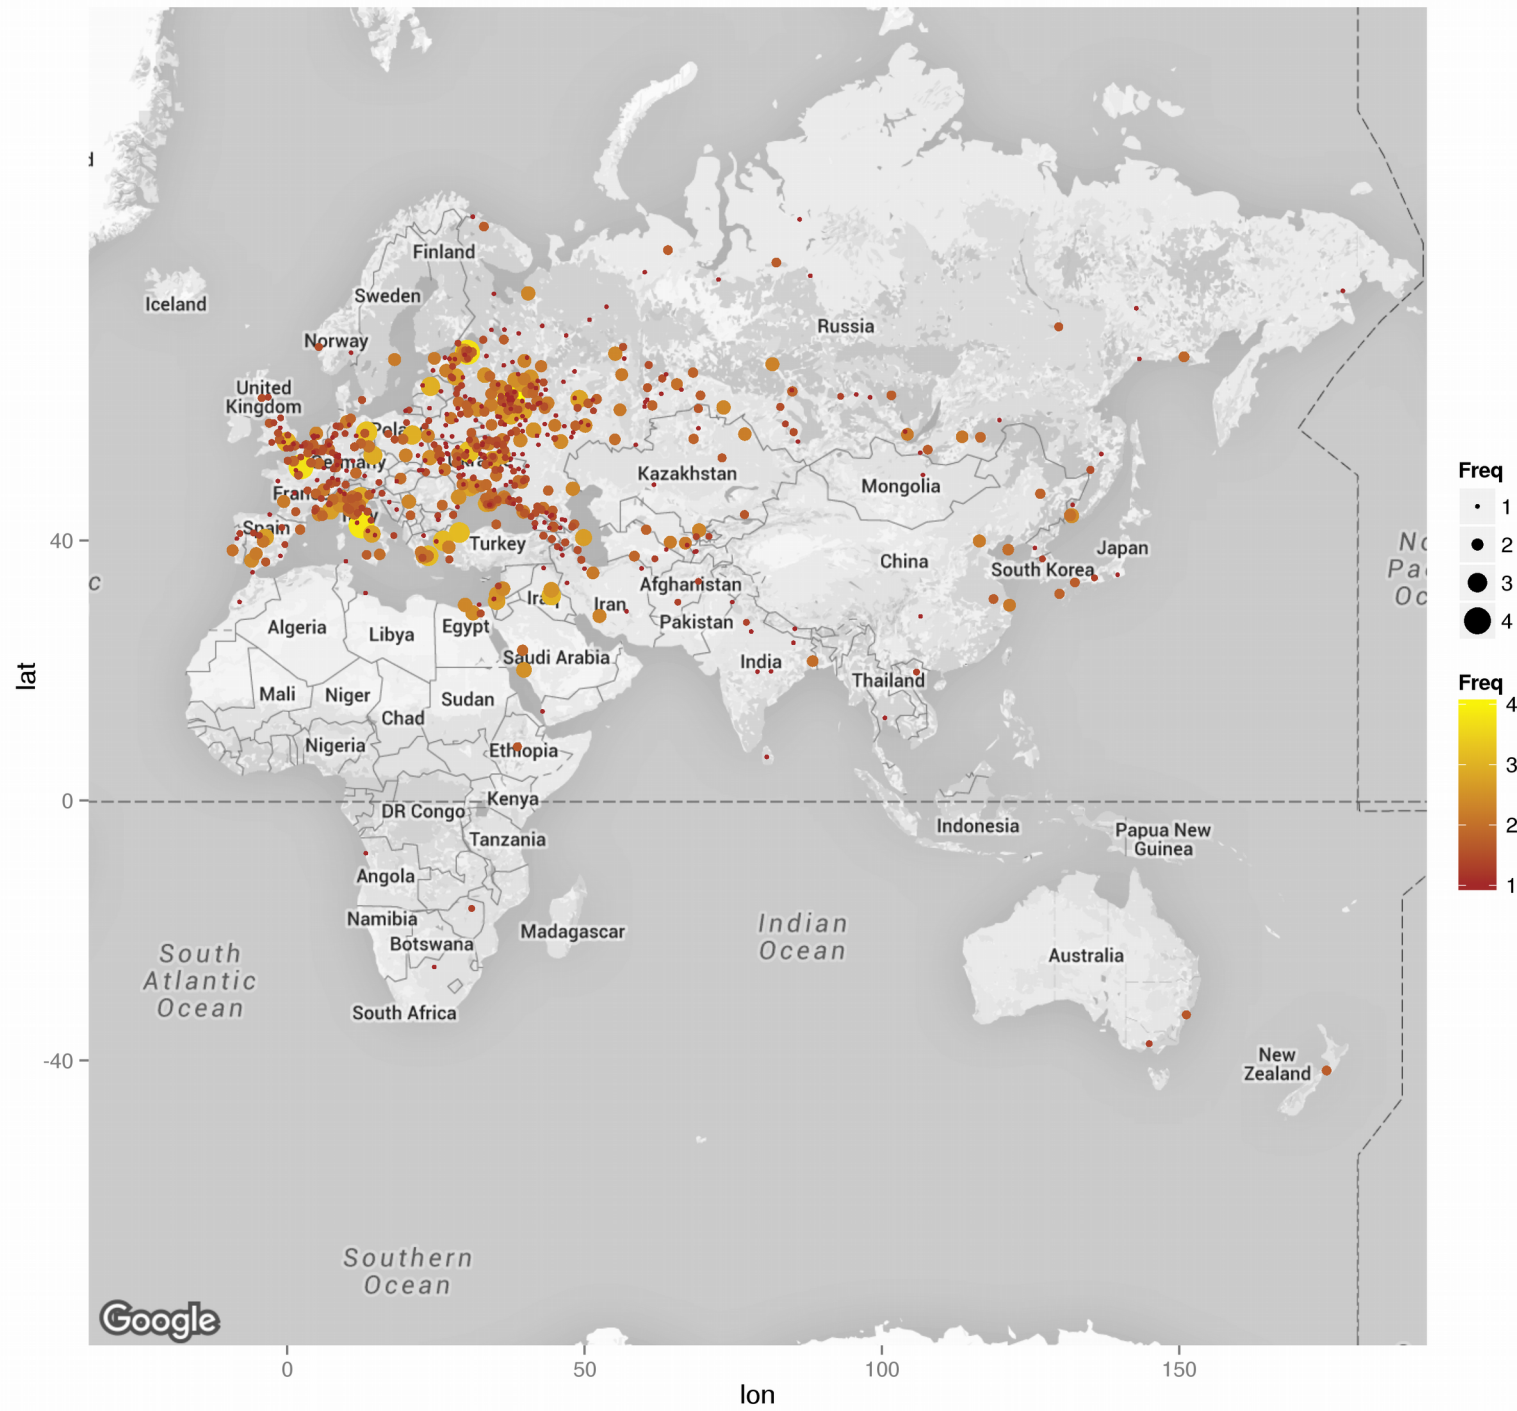 d
Finland
Iceland
Sweden
Russia
Norway
United
Kingdom
Germany
Kazakhstan
Mongolia
Spain
40
Turkey
China
Japan
South Korea
c
Afghanistan
Iran
Algeria
Libya
Egypt
Pakistan
Saudi Arabia
India
Thailand
Mali
Niger
Sudan
Chad
Nigeria
Ethiopia
0
Kenya
DR Congo
Tanzania
Indonesia
Papua New
Guinea
Angola
Namibia
Botswana
Madagascar
Indian
Ocean
Australia
South
Atlantic
Ocean
South Africa
-40
New
Zealand
Southern
Ocean
Google
0
50
100
150
lon
lat
Freq
1
2
3
4
Freq
4
3
2
1